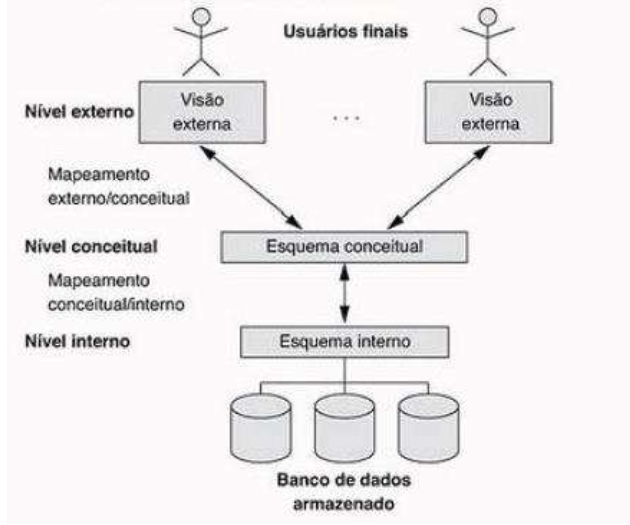 Usuários finais
Nível externo
Visão
externa
. . .
Visão
externa
Mapeamento
externo/conceitual
Nível conceitual
Esquema conceitual
Mapeamento
conceitual/interno
Nível interno
Esquema interno
Banco de dados
armazenado